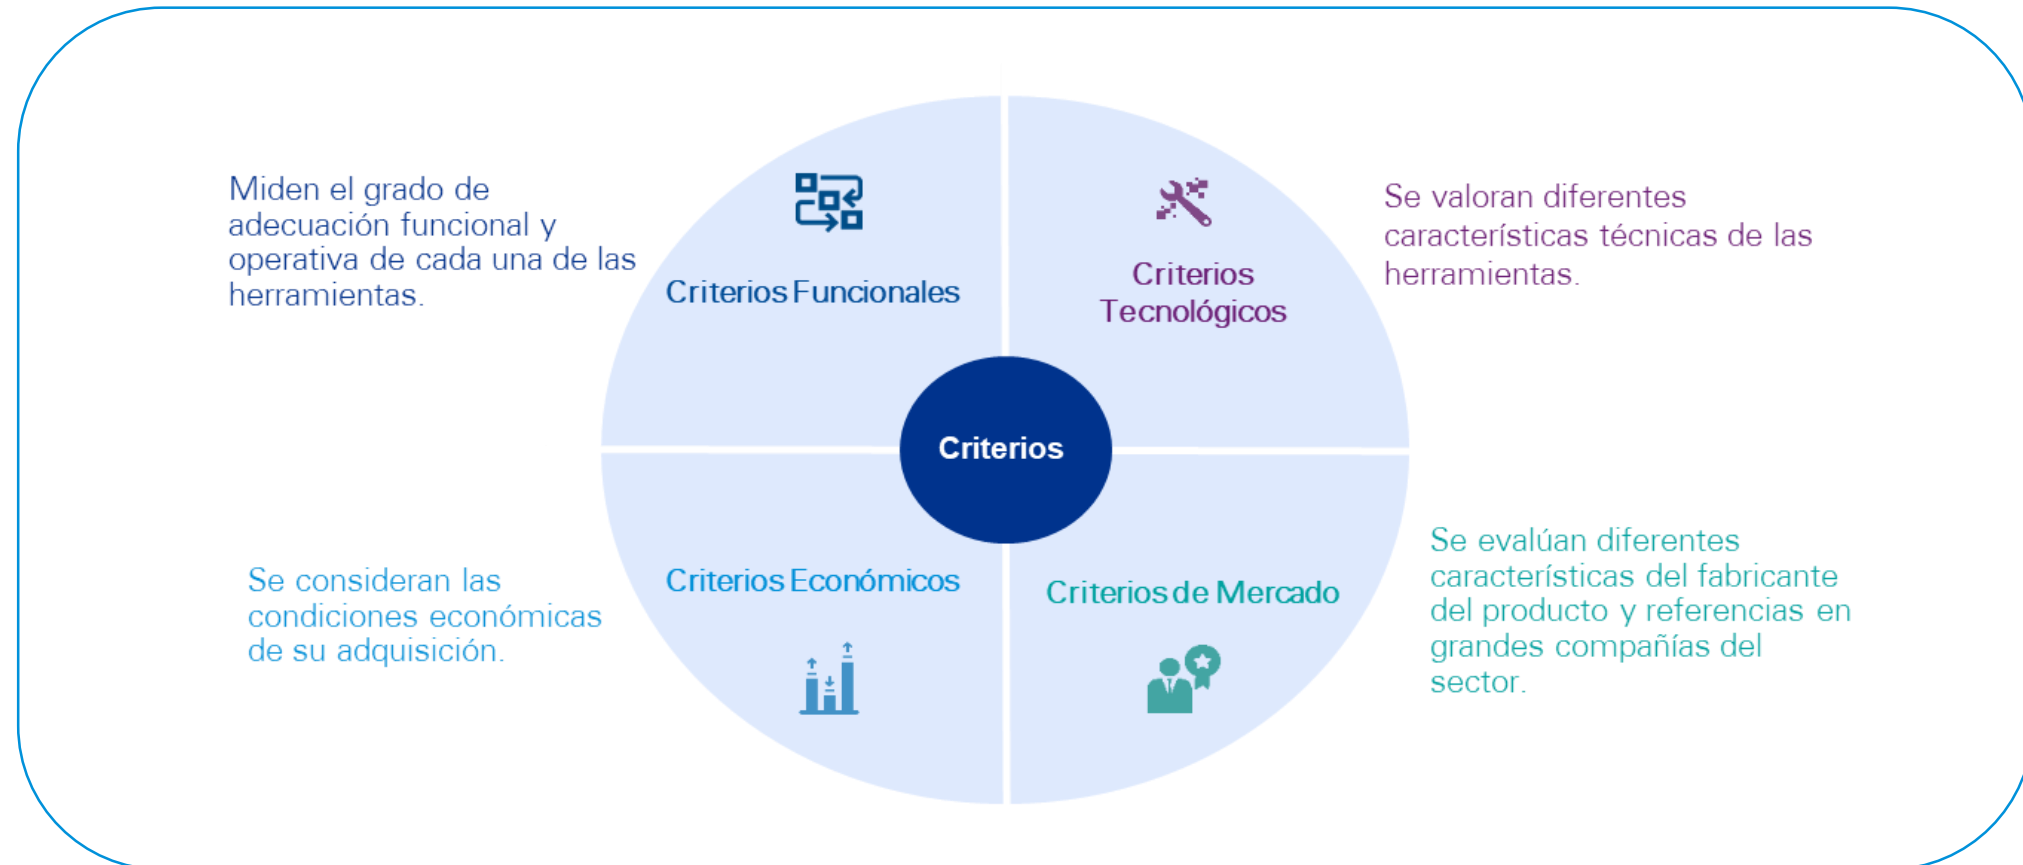 Miden el grado de
adecuación funcional y
operativa de cada una de las
herramientas.
Criterios Funcionales
Criterios
Tecnológicos
Se valoran diferentes
características técnicas de las
herramientas.
Criterios
Se consideran las
condiciones económicas
de su adquisición.
Criterios Económicos
Criterios de Mercado
Se evalúan diferentes
características del fabricante
del producto y referencias en
grandes compañías del
sector.